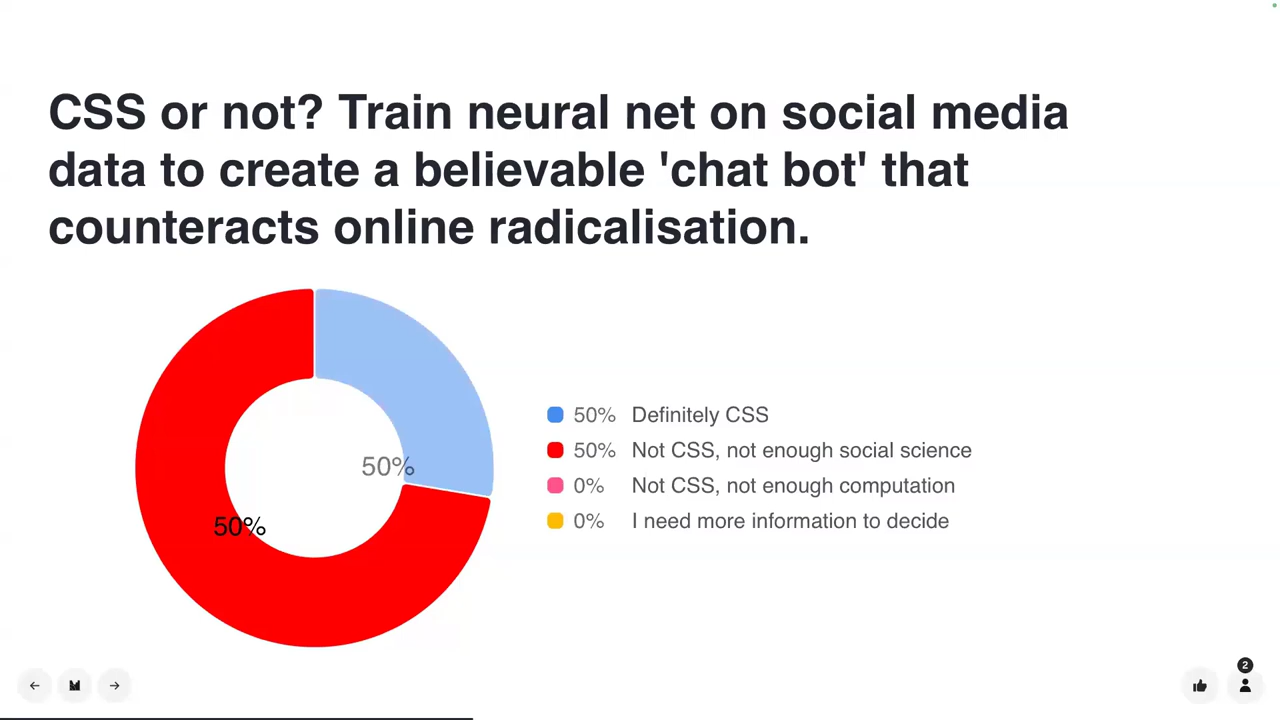 CSS or not? Train neural net on social media
data to create a believable 'chat bot' that
counteracts online radicalisation.
50%
50%
50% Definitely CSS
50% Not CSS, not enough social science
0% Not CSS, not enough computation
0% I need more information to decide
2